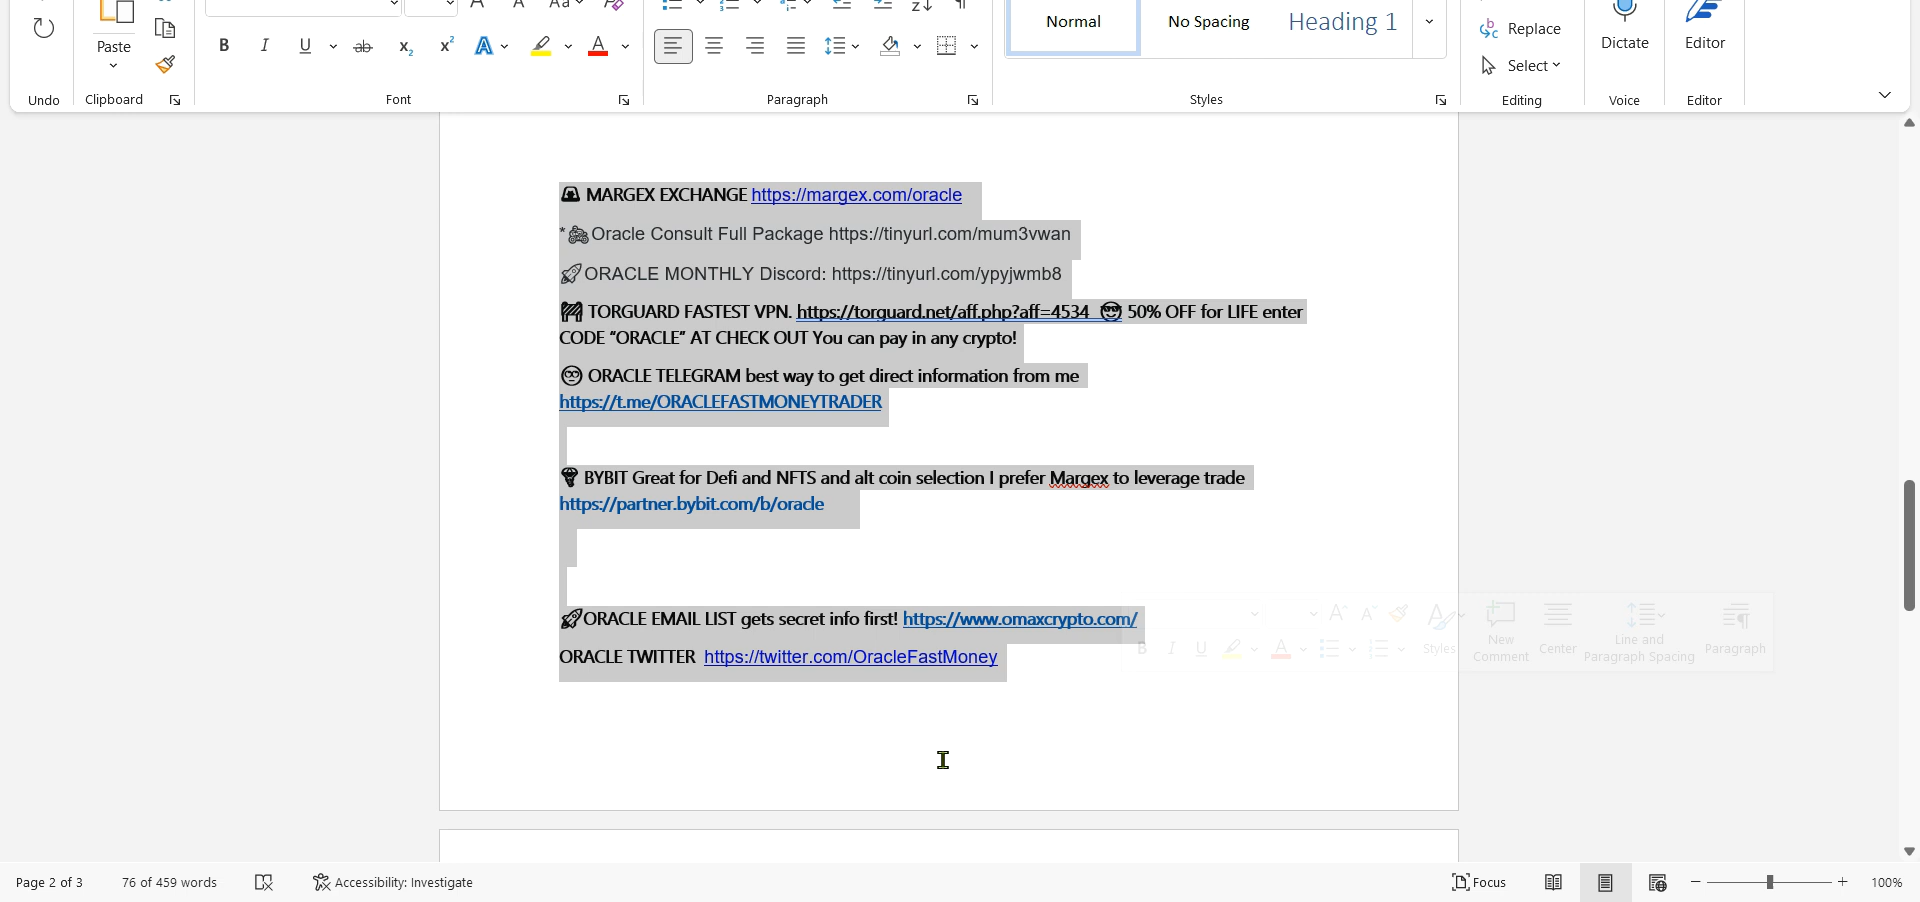 Paste
Undo
Clipboard
B I U ab x₂ x² A A
Font
Paragraph
Normal
No Spacing
Heading 1
Styles
Replace
Select
Editing
Dictate
Voice
Editor
Editor
MARGEX EXCHANGE https://margex.com/oracle
*Oracle Consult Full Package https://tinyurl.com/mum3vwan
ORACLE MONTHLY Discord: https://tinyurl.com/ypyjwmb8
TORGUARD FASTEST VPN. https://torguard.net/aff.php?aff=4534 50% OFF for LIFE enter
CODE “ORACLE” AT CHECK OUT You can pay in any crypto!
ORACLE TELEGRAM best way to get direct information from me
https://t.me/ORACLEFASTMONEYTRADER
BYBIT Great for Defi and NFTS and alt coin selection I prefer Margex to leverage trade
https://partner.bybit.com/b/oracle
ORACLE EMAIL LIST gets secret info first! https://www.omaxcrypto.com/
ORACLE TWITTER https://twitter.com/OracleFastMoney
B I U A
Styles
New
Comment
Center
Line and
Paragraph Spacing
Paragraph
Page 2 of 3
76 of 459 words
Accessibility: Investigate
Focus
100%